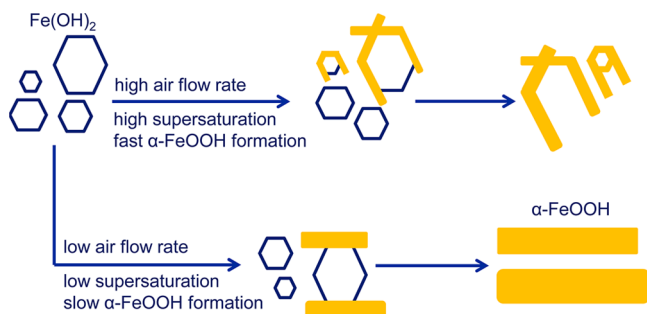 Fe(OH)2
high air flow rate
high supersaturation
fast α-FeOOH formation
low air flow rate
low supersaturation
slow α-FeOOH formation
α-FeOOH